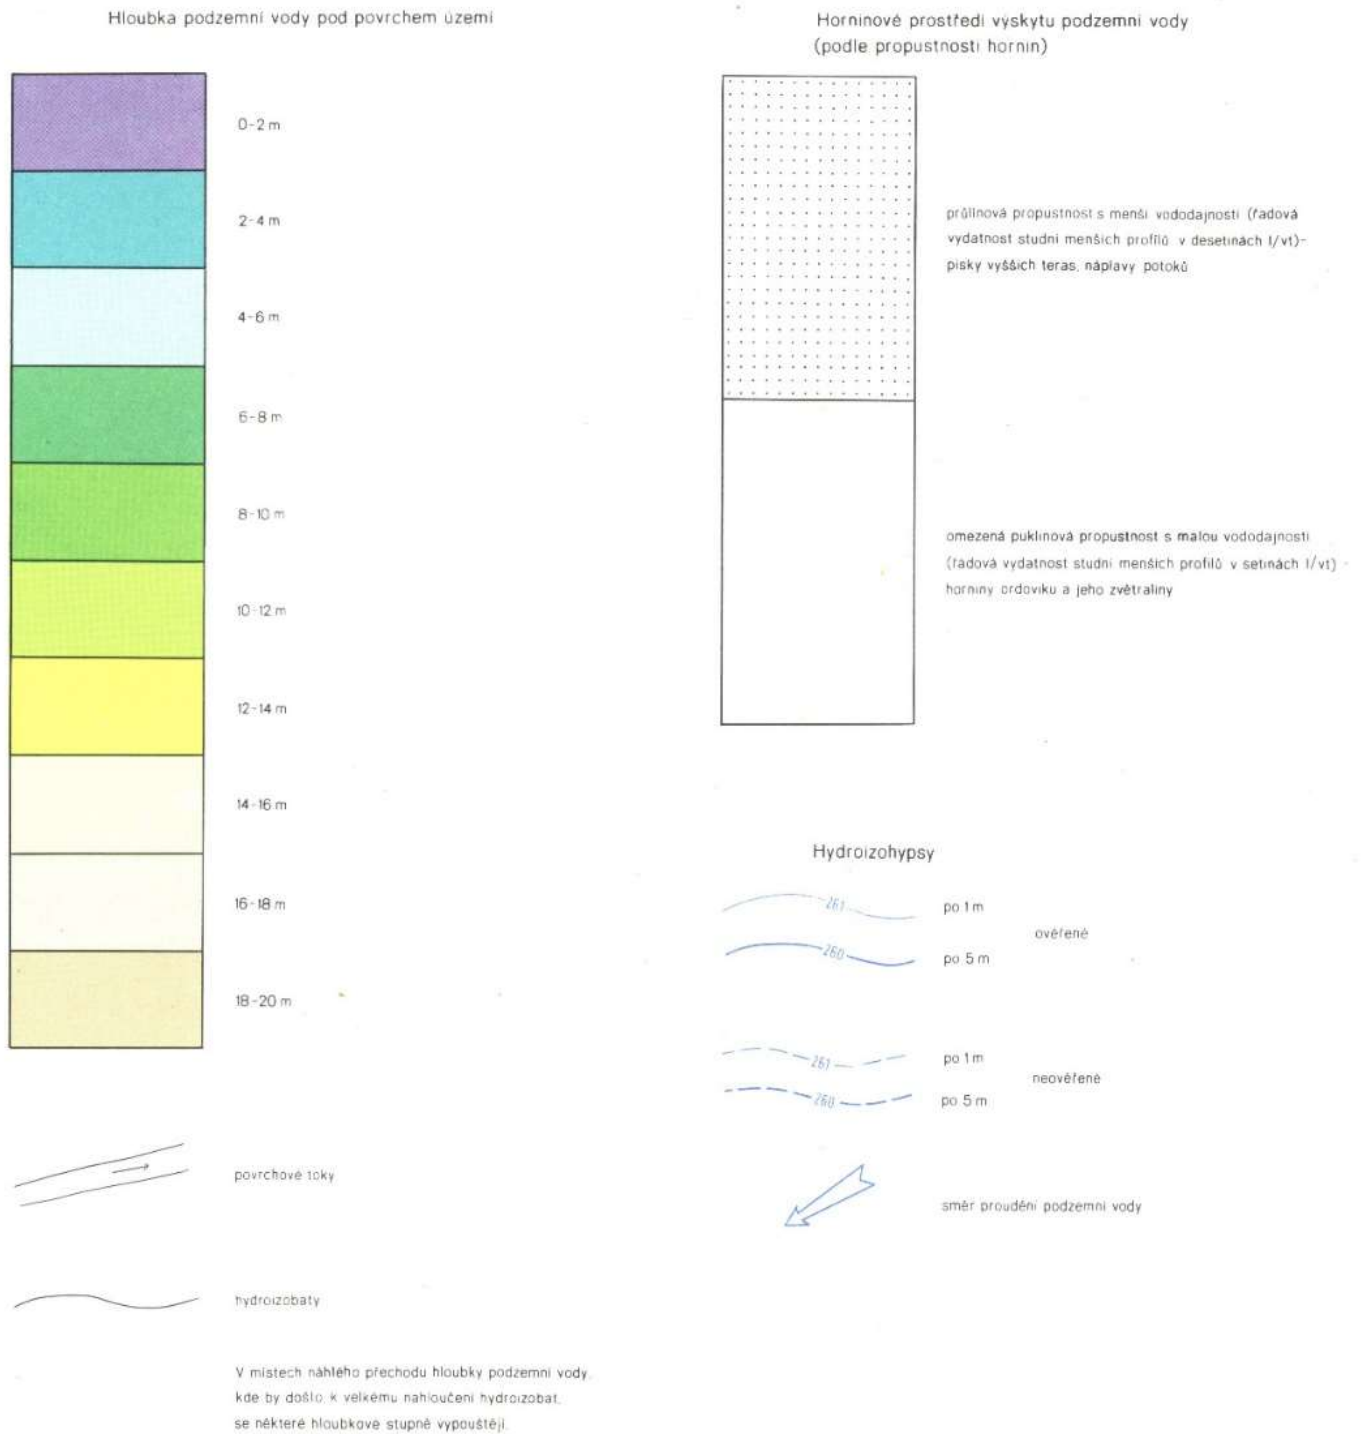 Hloubka podzemní vody pod povrchem území
0-2 m
2-4 m
4-6 m
6-8 m
8-10 m
10-12 m
12-14 m
14-16 m
16-18 m
18-20 m
povrchové toky
hydroizobaty
V místech náhlého přechodu hloubky podzemní vody,
kde by došlo k velkému nahloučení hydroizobat,
se některé hloubkové stupně vypouštějí.
Horninové prostředí výskytu podzemní vody
(podle propustnosti hornin)
průlinová propustnost s menší vododajností (řadová
vydatnost studní menších profilů v desetinách l/vt)-
písky vyšších teras, náplavy potoků
omezená puklinová propustnost s malou vododajností
(řadová vydatnost studní menších profilů v setinách l/vt) -
horniny ordoviku a jeho zvětraliny
Hydroizohypsy
261
po 1 m
ověřené
260
po 5 m
261
po 1 m
neověřené
260
po 5 m
směr proudění podzemní vody